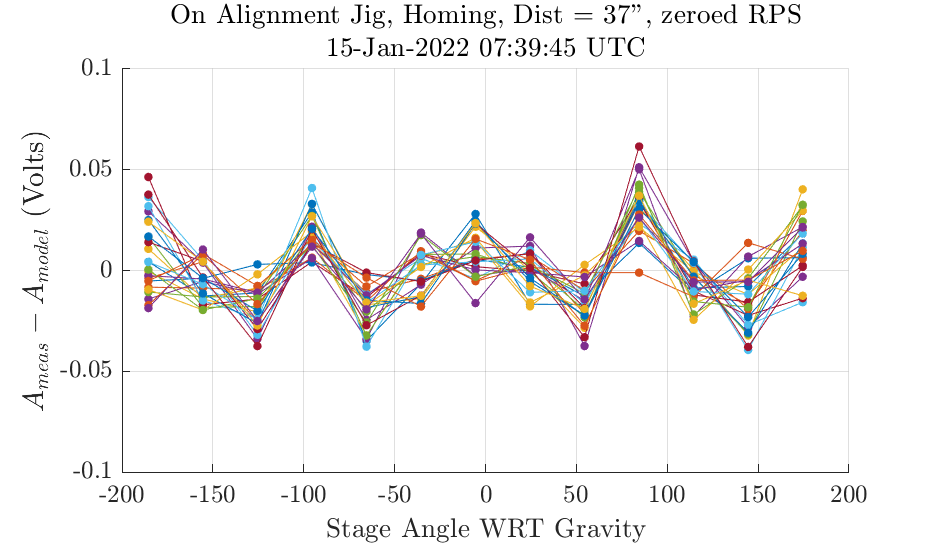 On Alignment Jig, Homing, Dist = 37”, zeroed RPS
15-Jan-2022 07:39:45 UTC
0.1
0.05
0
-0.05
-0.1
A_meas − A_model (Volts)
-200 -150 -100 -50 0 50 100 150 200
Stage Angle WRT Gravity